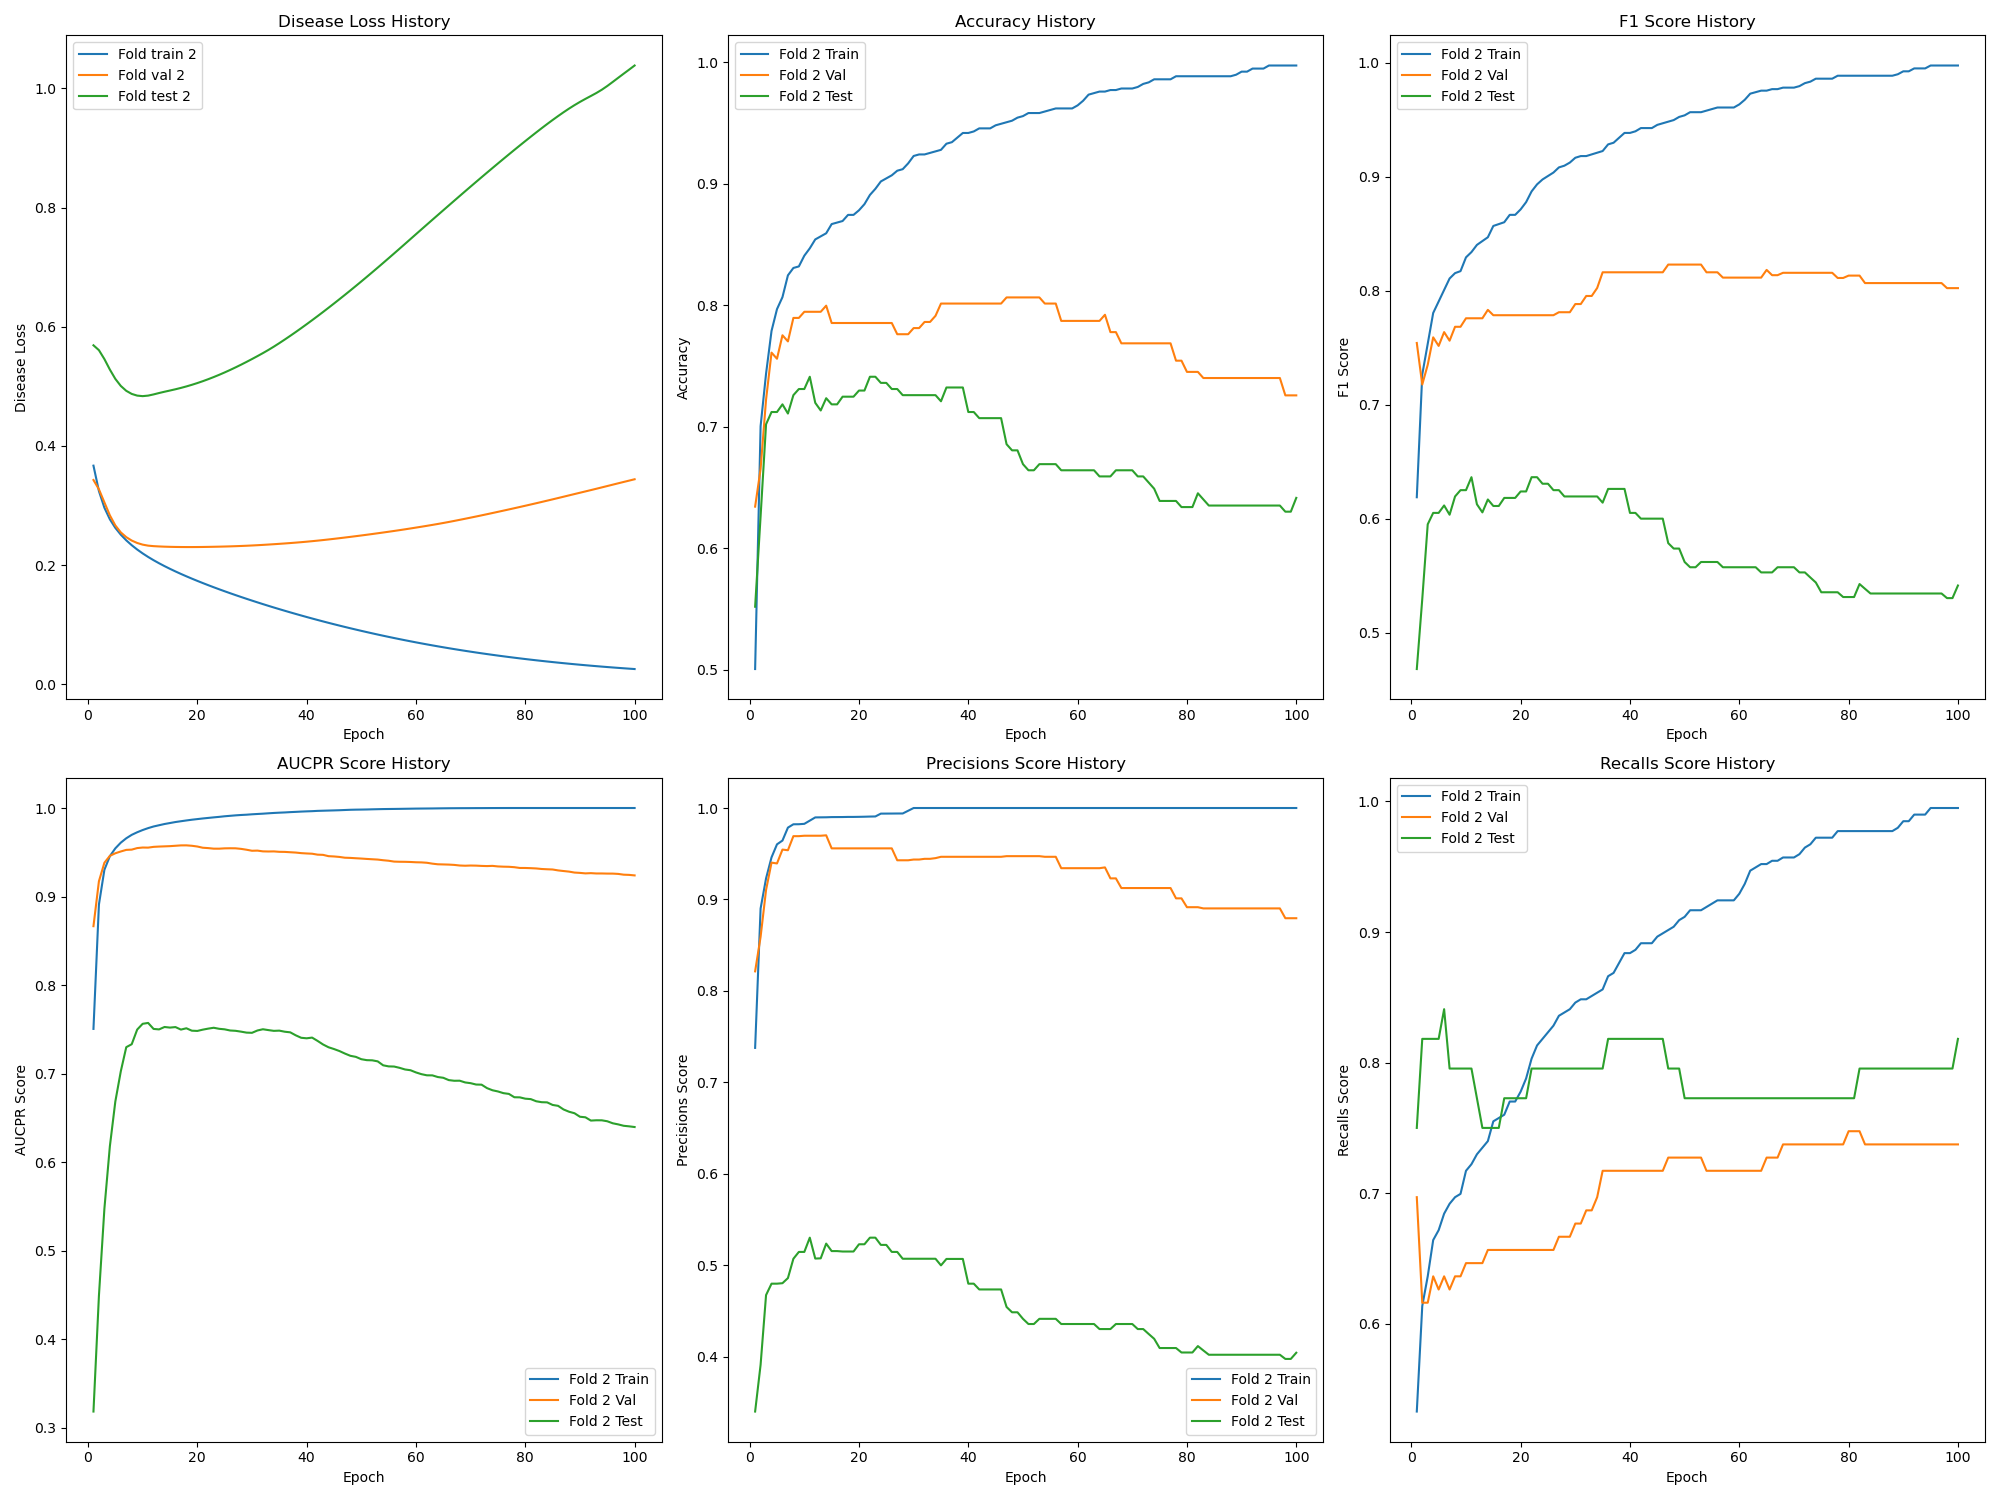 Disease Loss History
Fold train 2
Fold val 2
Fold test 2
1.0
0.8
0.6
0.4
0.2
0.0
Disease Loss
0 20 40 60 80 100
Epoch
Accuracy History
Fold 2 Train
Fold 2 Val
Fold 2 Test
1.0
0.9
0.8
0.7
0.6
0.5
Accuracy
0 20 40 60 80 100
Epoch
F1 Score History
Fold 2 Train
Fold 2 Val
Fold 2 Test
1.0
0.9
0.8
0.7
0.6
0.5
F1 Score
0 20 40 60 80 100
Epoch
AUCPR Score History
1.0
0.9
0.8
0.7
0.6
0.5
0.4
0.3
AUCPR Score
Fold 2 Train
Fold 2 Val
Fold 2 Test
0 20 40 60 80 100
Epoch
Precisions Score History
1.0
0.9
0.8
0.7
0.6
0.5
0.4
Precisions Score
Fold 2 Train
Fold 2 Val
Fold 2 Test
0 20 40 60 80 100
Epoch
Recalls Score History
Fold 2 Train
Fold 2 Val
Fold 2 Test
1.0
0.9
0.8
0.7
0.6
Recalls Score
0 20 40 60 80 100
Epoch